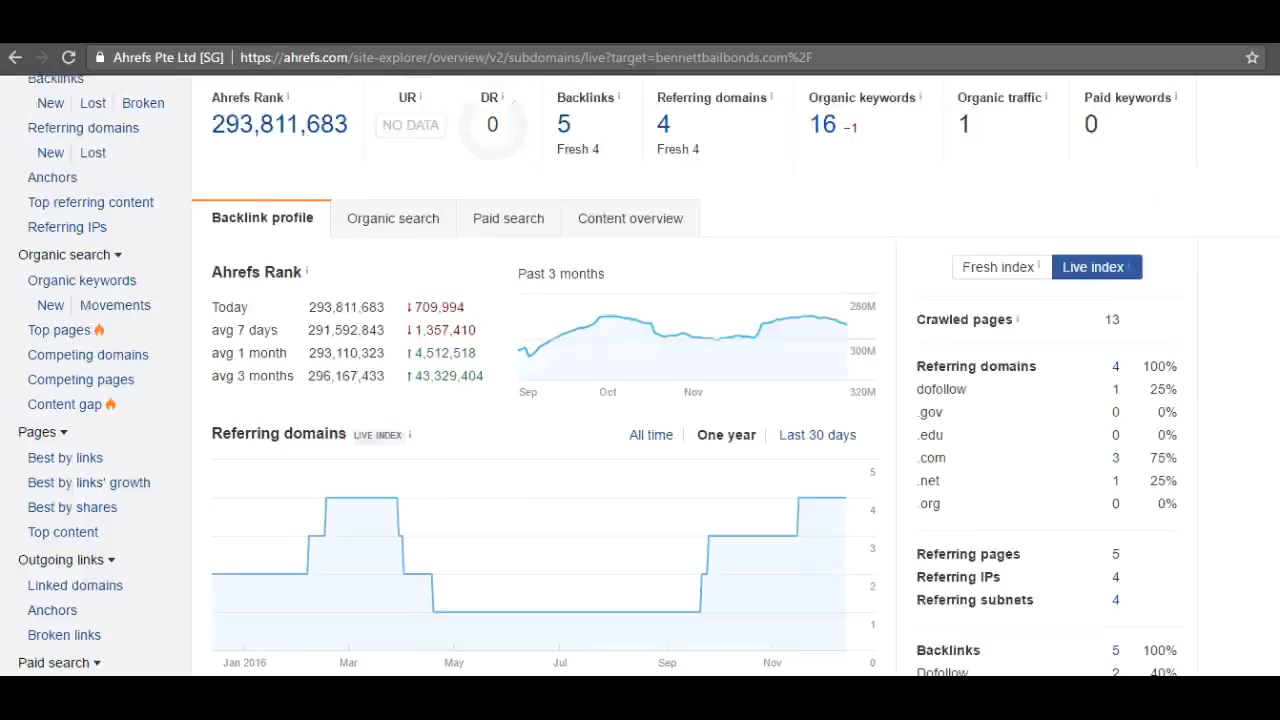 Ahrefs Pte Ltd [SG] | https://ahrefs.com/site-explorer/overview/v2/subdomains/live?target=bennettbailbonds.com%2F
Backlinks
New | Lost | Broken
Referring domains
New | Lost
Anchors
Top referring content
Referring IPs
Organic search
Organic keywords
New | Movements
Top pages
Competing domains
Competing pages
Content gap
Pages
Best by links
Best by links' growth
Best by shares
Top content
Outgoing links
Linked domains
Anchors
Broken links
Paid search
Ahrefs Rank i UR i DR i Backlinks i Referring domains i Organic keywords i Organic traffic i Paid keywords i
293,811,683 NO DATA 0 5 4 16 −1 1 0
Fresh 4 Fresh 4
Backlink profile Organic search Paid search Content overview
Ahrefs Rank i Past 3 months
Today 293,811,683 ↓709,994
avg 7 days 291,592,843 ↓1,357,410
avg 1 month 293,110,323 ↑4,512,518
avg 3 months 296,167,433 ↑43,329,404
280M
300M
320M
Sep Oct Nov
Referring domains LIVE INDEX i All time One year Last 30 days
5
4
3
2
1
0
Jan 2016 Mar May Jul Sep Nov
Fresh index i Live index i
Crawled pages i 13
Referring domains 4 100%
dofollow 1 25%
.gov 0 0%
.edu 0 0%
.com 3 75%
.net 1 25%
.org 0 0%
Referring pages 5
Referring IPs 4
Referring subnets 4
Backlinks 5 100%
Dofollow 2 40%